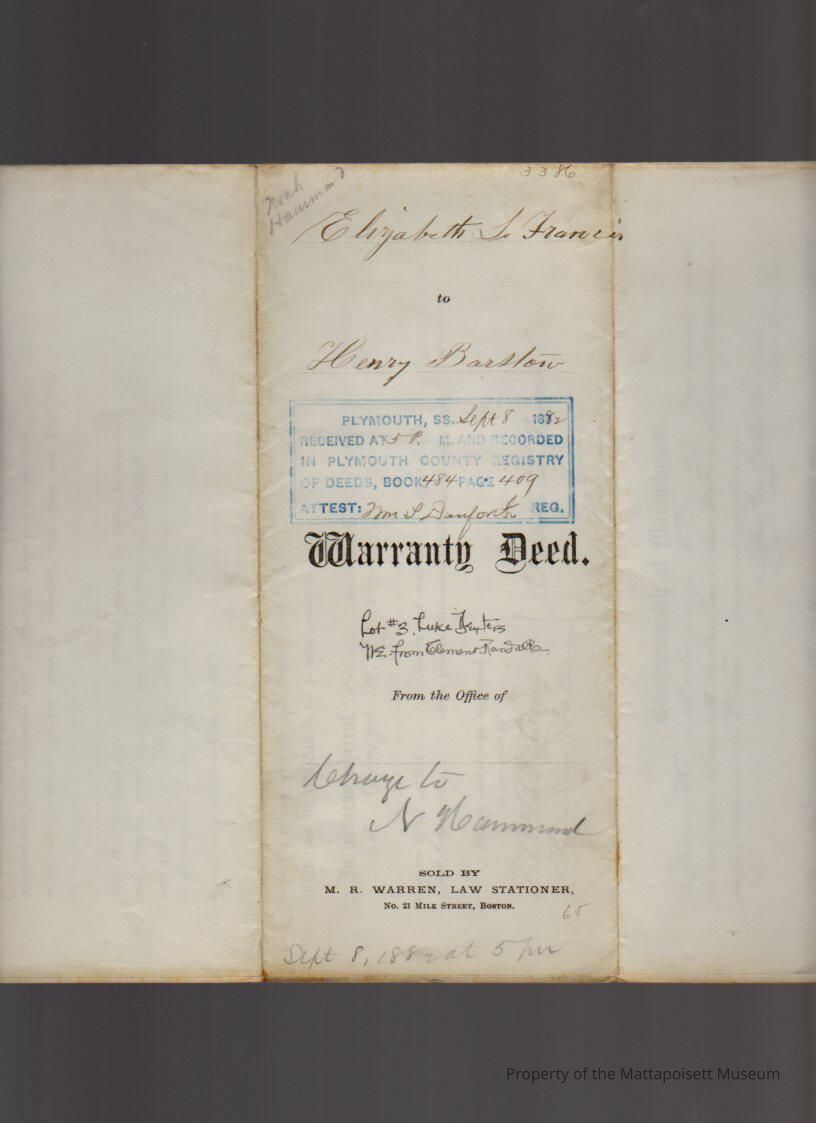 3386
Noah
Hammond
Elizabeth L. Francis
to
Henry Barstow
PLYMOUTH, SS. Sept 8 1882
RECEIVED AT 5 P. M. AND RECORDED
IN PLYMOUTH COUNTY REGISTRY
OF DEEDS, BOOK 484 PAGE 409
ATTEST: Wm S Danforth REG.
Warranty Deed.
Lot #3. Luke Dexters
NE. from Clement Randalls
From the Office of
Charge to
N Hammond
SOLD BY
M. R. WARREN, LAW STATIONER,
No. 21 Milk Street, Boston.
65
Sept 8, 1882 at 5 pm
Property of the Mattapoisett Museum